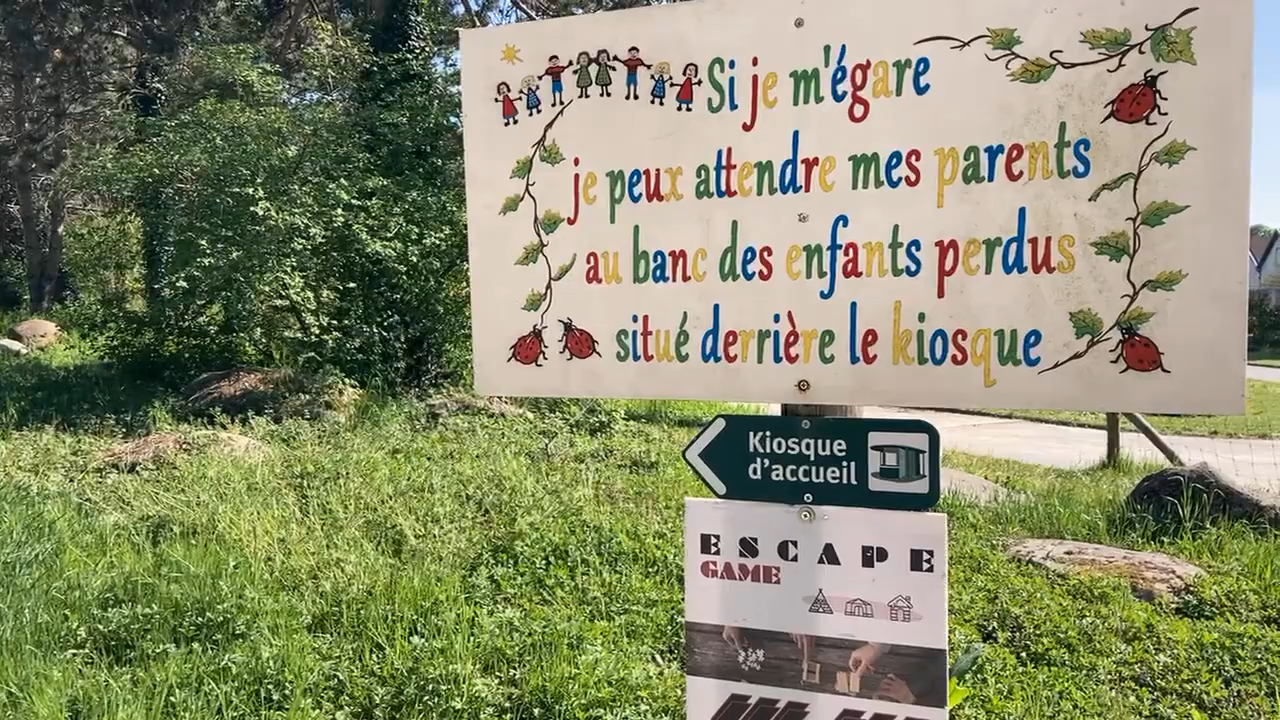 Si je m'égare
je peux attendre mes parents
au banc des enfants perdus
situé derrière le kiosque
Kiosque
d'accueil
ESCAPE
GAME